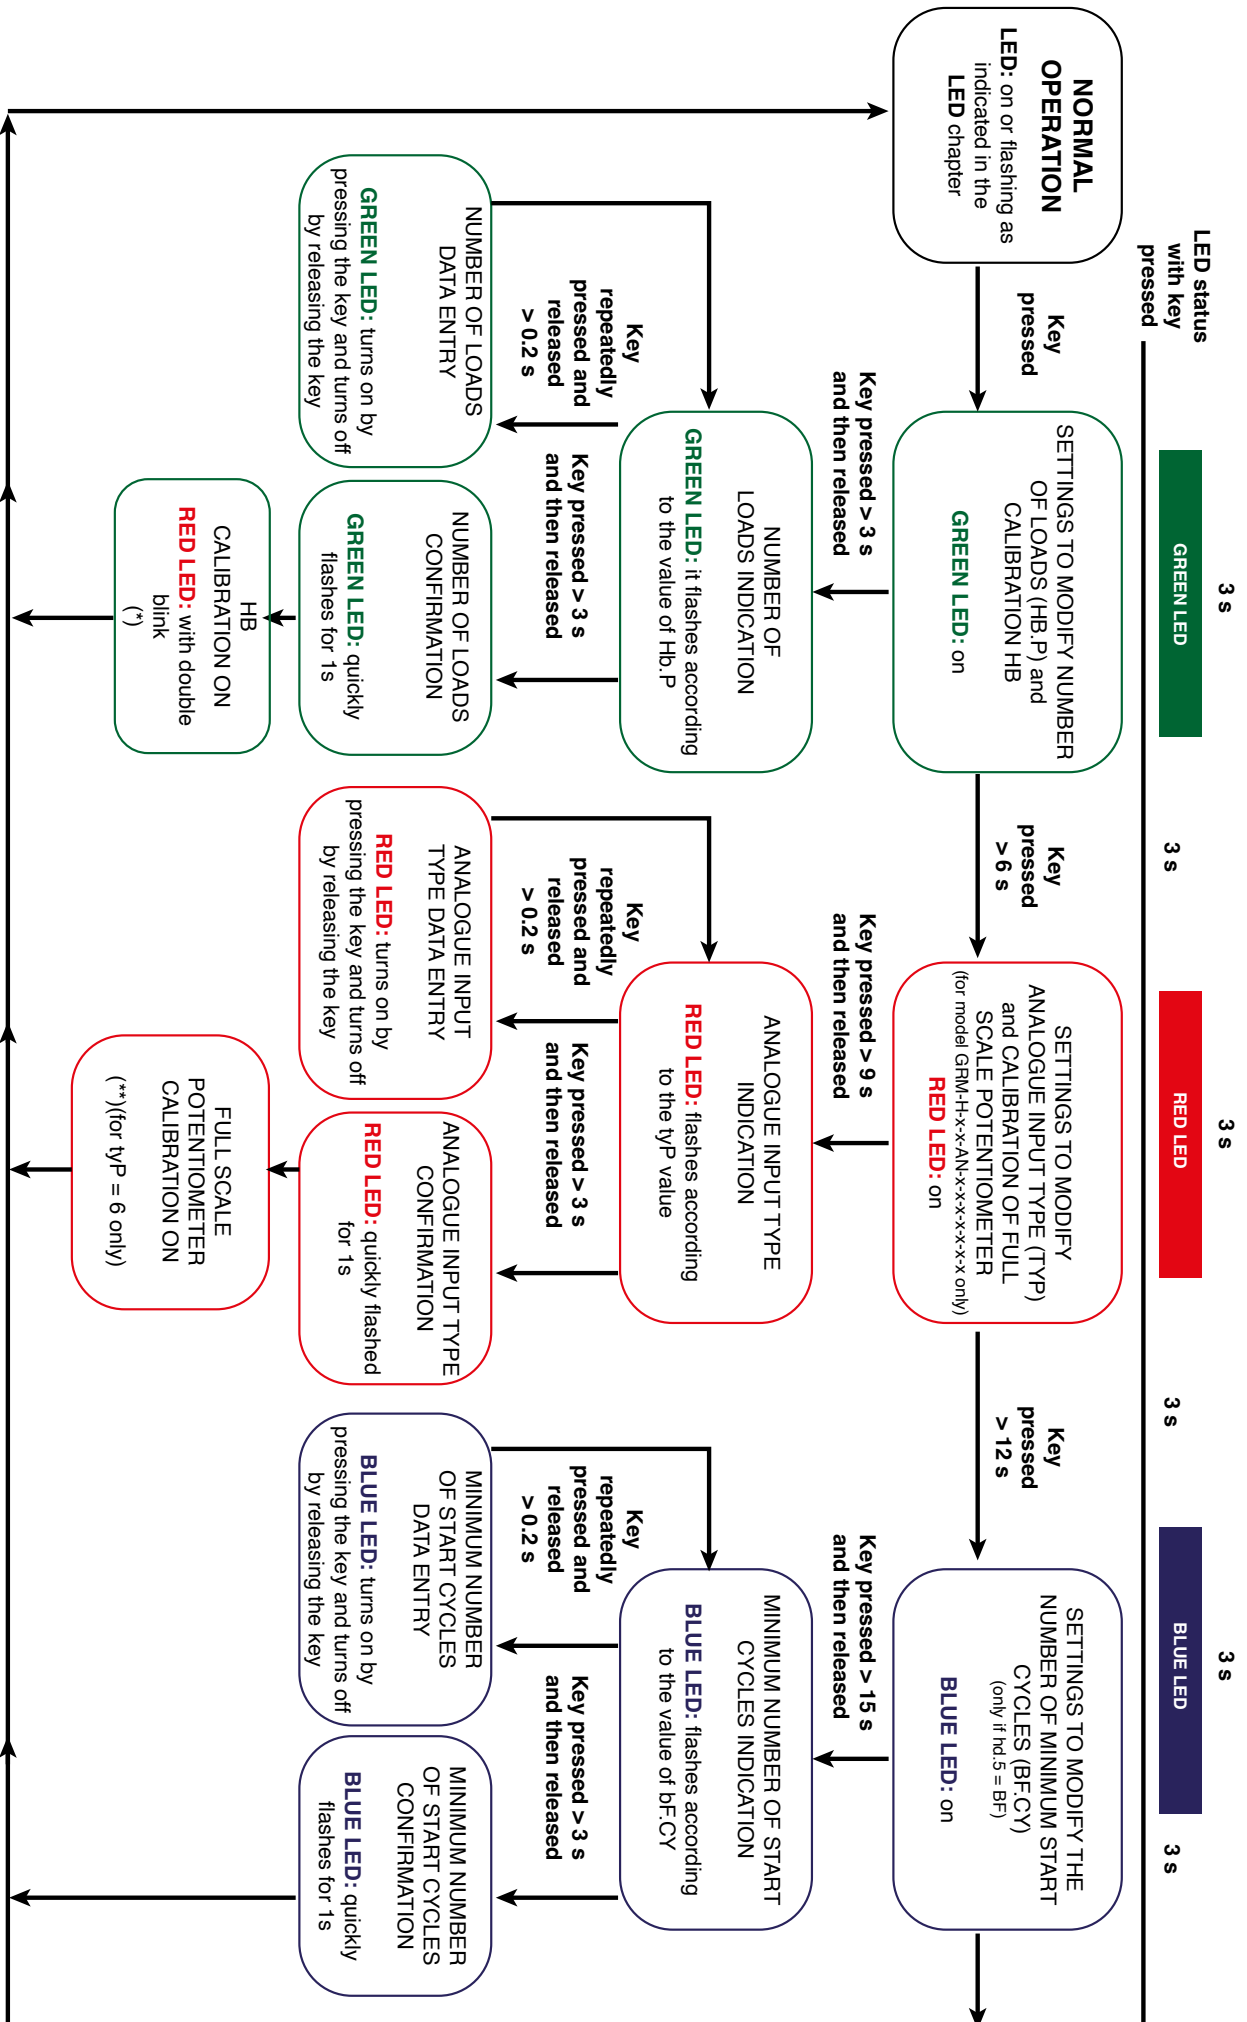 LED status
with key
pressed
3 s
3 s
3 s
3 s
3 s
3 s
GREEN LED
RED LED
BLUE LED
NORMAL
OPERATION
LED: on or flashing as
indicated in the
LED chapter
Key
pressed
SETTINGS TO MODIFY NUMBER
OF LOADS (HB.P) and
CALIBRATION HB
GREEN LED: on
Key
pressed
> 6 s
SETTINGS TO MODIFY
ANALOGUE INPUT TYPE (TYP)
and CALIBRATION OF FULL
SCALE POTENTIOMETER
(for model GRM-H-x-x-AN-x-x-x-x-x-x only)
RED LED: on
Key
pressed
> 12 s
SETTINGS TO MODIFY THE
NUMBER OF MINIMUM START
CYCLES (BF.CY)
(only if hd.5 = BF)
BLUE LED: on
Key pressed > 3 s
and then released
Key pressed > 9 s
and then released
Key pressed > 15 s
and then released
NUMBER OF
LOADS INDICATION
GREEN LED: it flashes according
to the value of Hb.P
ANALOGUE INPUT TYPE
INDICATION
RED LED: flashes according
to the tyP value
MINIMUM NUMBER OF START
CYCLES INDICATION
BLUE LED: flashes according
to the value of bF.CY
Key
repeatedly
pressed and
released
> 0.2 s
Key pressed > 3 s
and then released
Key
repeatedly
pressed and
released
> 0.2 s
Key pressed > 3 s
and then released
Key
repeatedly
pressed and
released
> 0.2 s
Key pressed > 3 s
and then released
NUMBER OF LOADS
DATA ENTRY
GREEN LED: turns on by
pressing the key and turns off
by releasing the key
NUMBER OF LOADS
CONFIRMATION
GREEN LED: quickly
flashes for 1s
ANALOGUE INPUT
TYPE DATA ENTRY
RED LED: turns on by
pressing the key and turns off
by releasing the key
ANALOGUE INPUT TYPE
CONFIRMATION
RED LED: quickly flashed
for 1s
MINIMUM NUMBER
OF START CYCLES
DATA ENTRY
BLUE LED: turns on by
pressing the key and turns off
by releasing the key
MINIMUM NUMBER
OF START CYCLES
CONFIRMATION
BLUE LED: quickly
flashes for 1s
HB
CALIBRATION ON
RED LED: with double
blink
(*)
FULL SCALE
POTENTIOMETER
CALIBRATION ON
(**)(for tyP = 6 only)